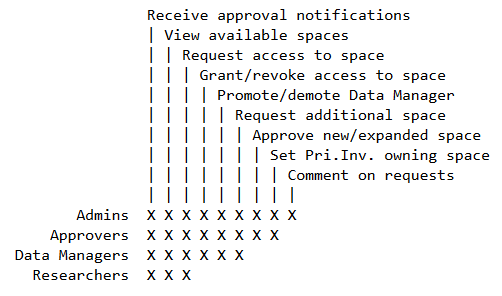 Receive approval notifications
| View available spaces
| | Request access to space
| | | Grant/revoke access to space
| | | | Promote/demote Data Manager
| | | | | Request additional space
| | | | | | Approve new/expanded space
| | | | | | | Set Pri.Inv. owning space
| | | | | | | | Comment on requests
| | | | | | | | |
Admins X X X X X X X X X
Approvers X X X X X X X X
Data Managers X X X X X X
Researchers X X X